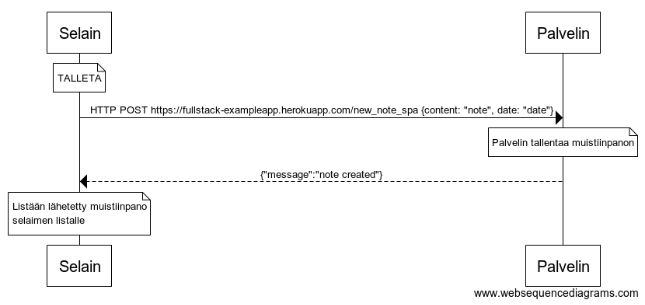 Selain
Palvelin
TALLETA
HTTP POST https://fullstack-exampleapp.herokuapp.com/new_note_spa {content: "note", date: "date"}
Palvelin tallentaa muistiinpanon
{"message":"note created"}
Listään lähetetty muistiinpano
selaimen listalle
Selain
Palvelin
www.websequencediagrams.com